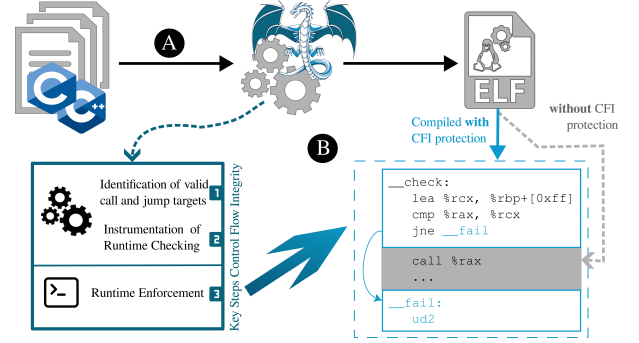 A
C
C++
ELF
without CFI
protection
Compiled with
CFI protection
B
Identification of valid
call and jump targets
1
Instrumentation of
Runtime Checking
2
Runtime Enforcement
3
Key Steps Control Flow Integrity
__check:
lea %rcx, %rbp+[0xff]
cmp %rax, %rcx
jne __fail
call %rax
...
__fail:
ud2